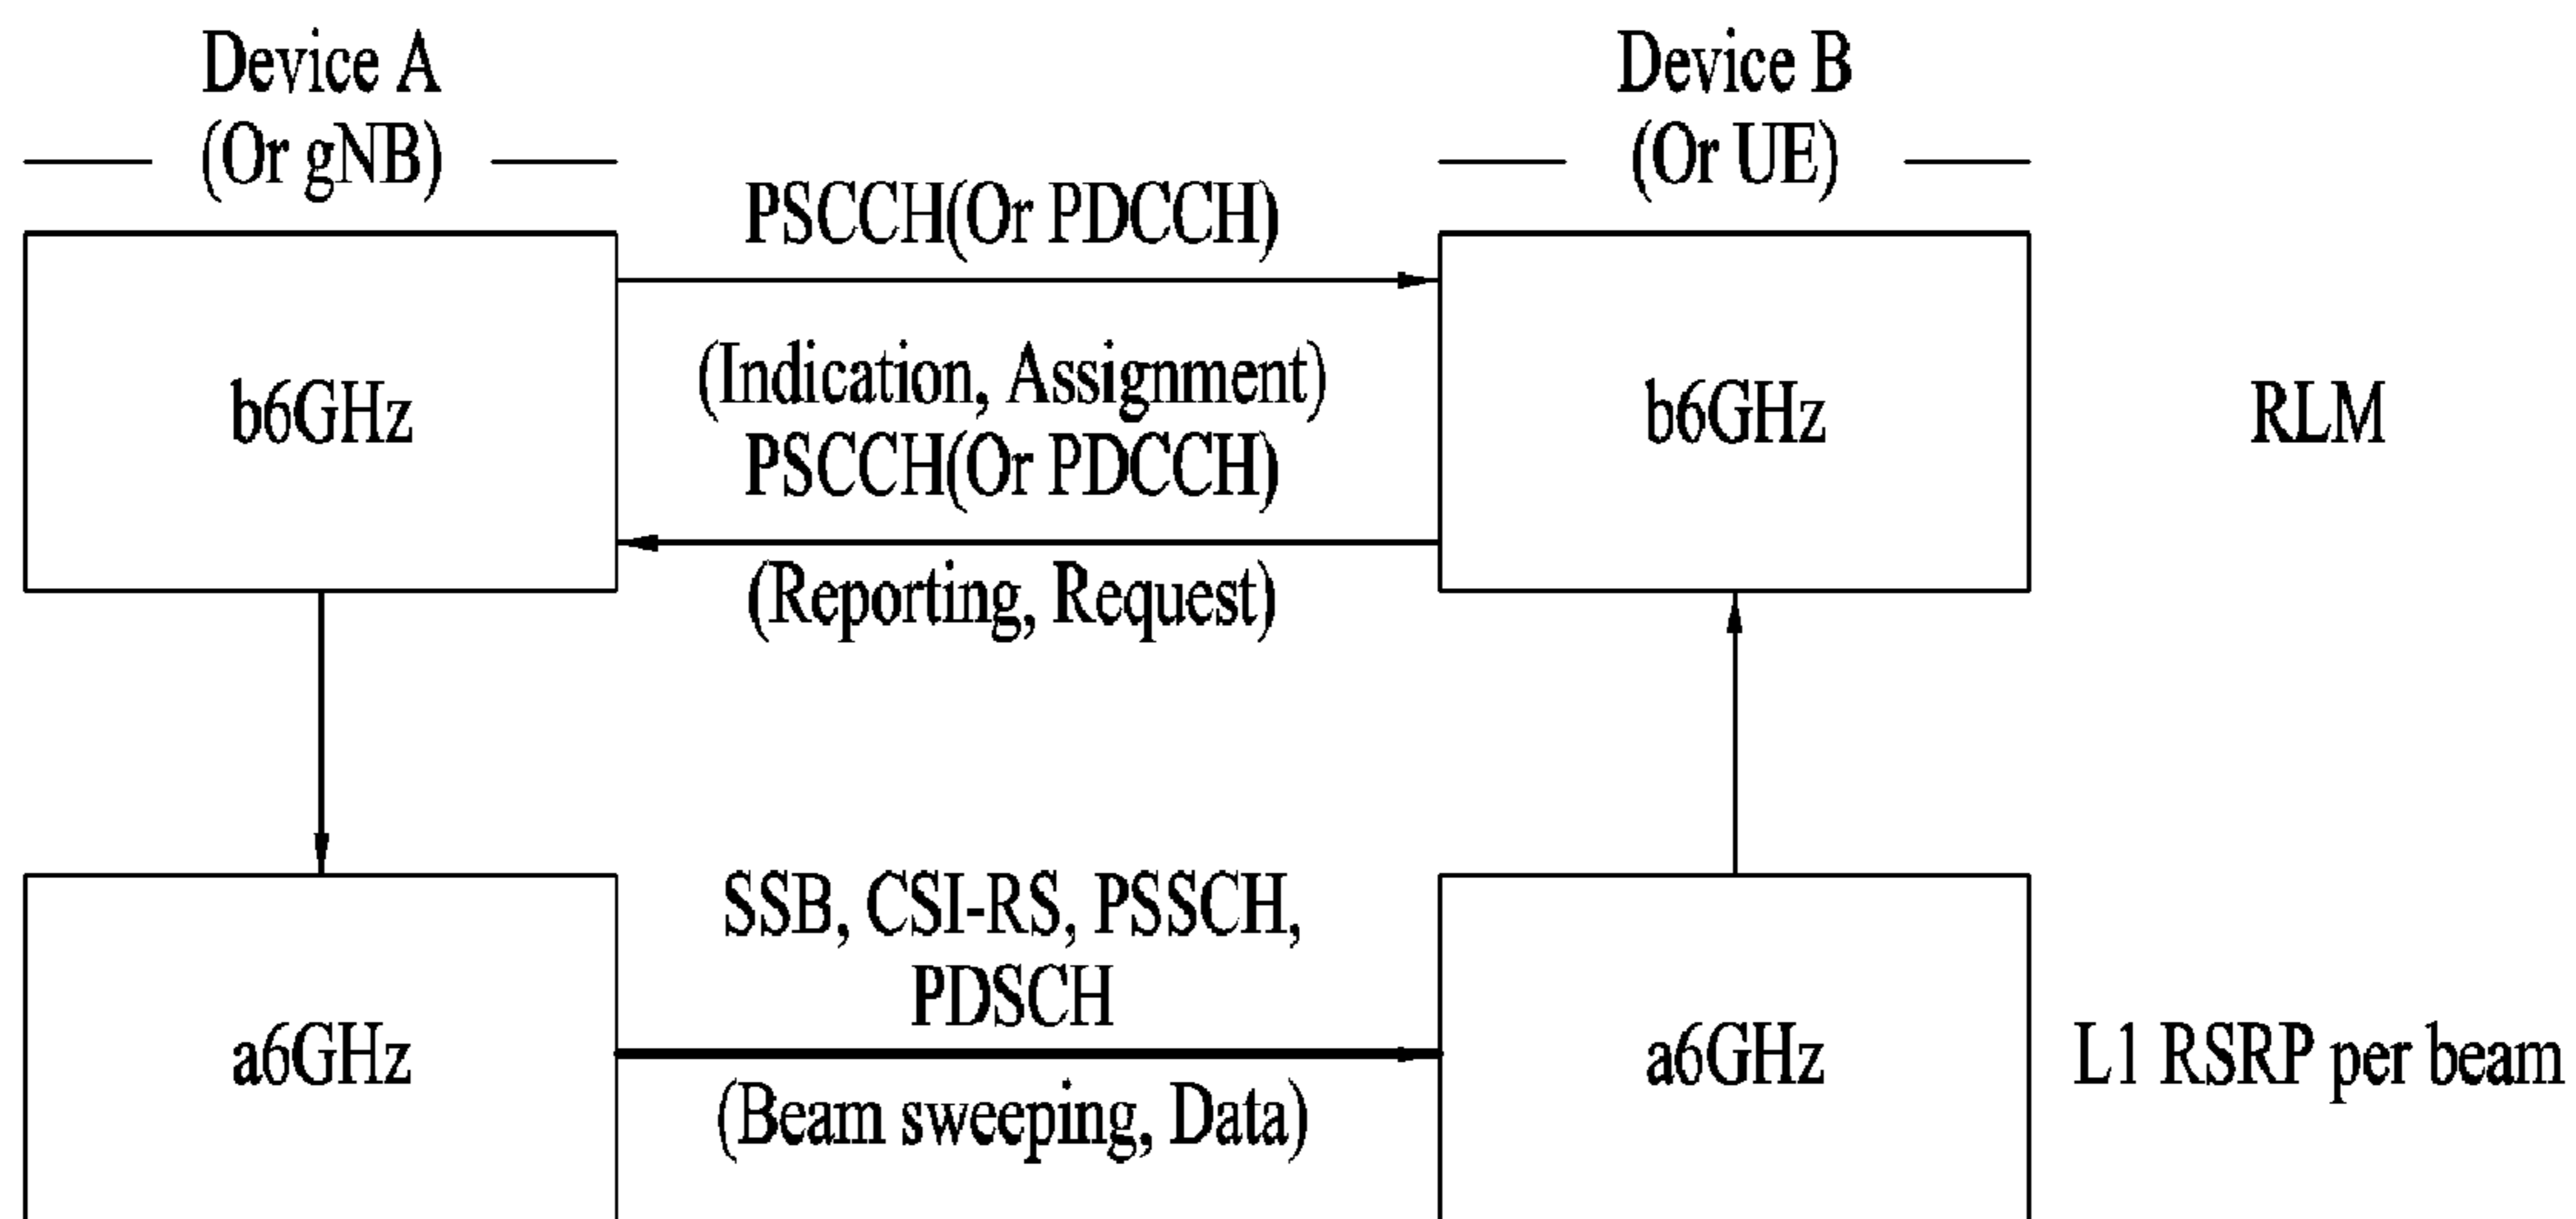 Device A
(Or gNB)
Device B
(Or UE)
PSCCH(Or PDCCH)
(Indication, Assignment)
b6GHz
b6GHz
RLM
PSCCH(Or PDCCH)
(Reporting, Request)
SSB, CSI-RS, PSSCH,
PDSCH
a6GHz
a6GHz
L1 RSRP per beam
(Beam sweeping, Data)